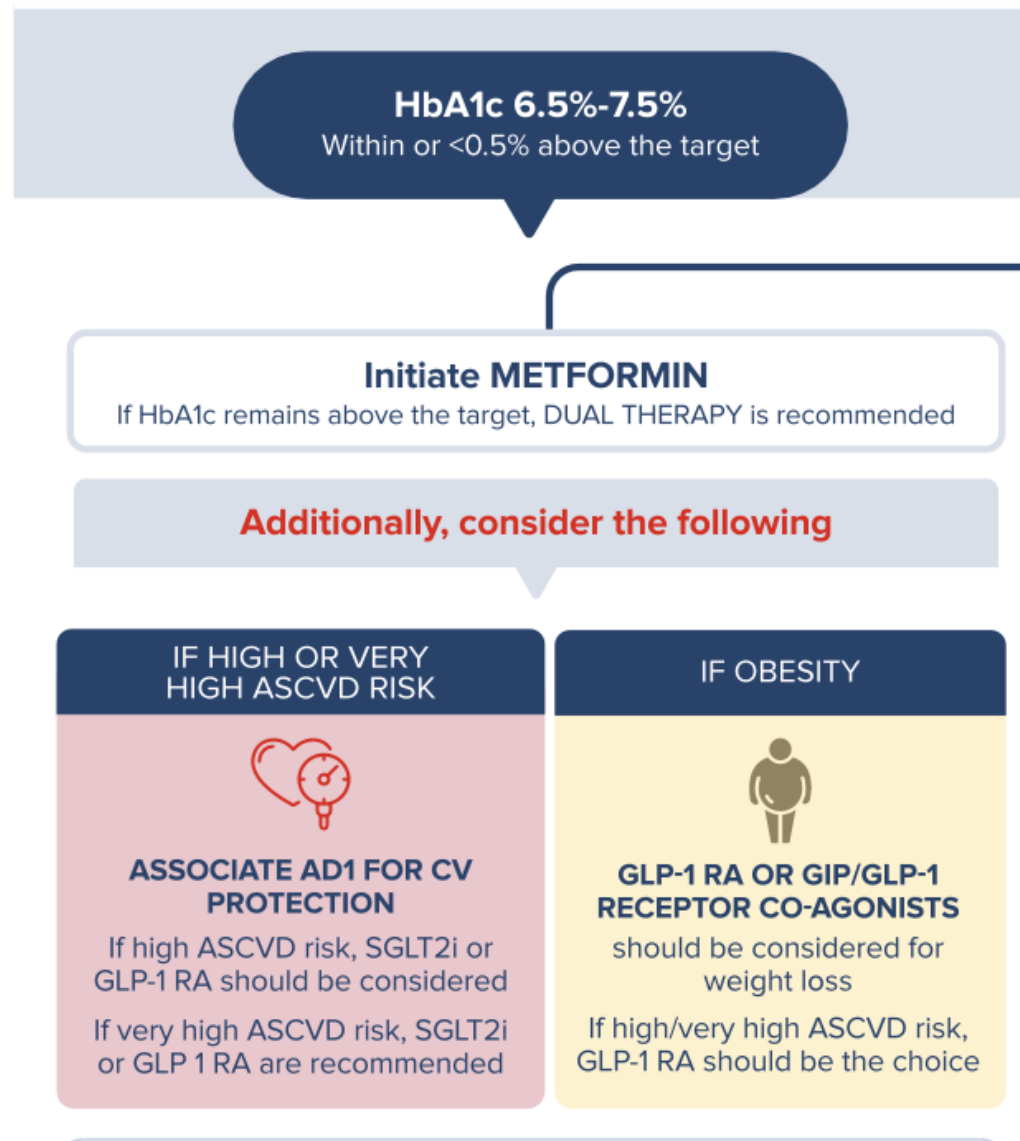 HbA1c 6.5%-7.5%
Within or <0.5% above the target
Initiate METFORMIN
If HbA1c remains above the target, DUAL THERAPY is recommended
Additionally, consider the following
IF HIGH OR VERY
HIGH ASCVD RISK
ASSOCIATE AD1 FOR CV
PROTECTION
If high ASCVD risk, SGLT2i or
GLP-1 RA should be considered
If very high ASCVD risk, SGLT2i
or GLP 1 RA are recommended
IF OBESITY
GLP-1 RA OR GIP/GLP-1
RECEPTOR CO-AGONISTS
should be considered for
weight loss
If high/very high ASCVD risk,
GLP-1 RA should be the choice